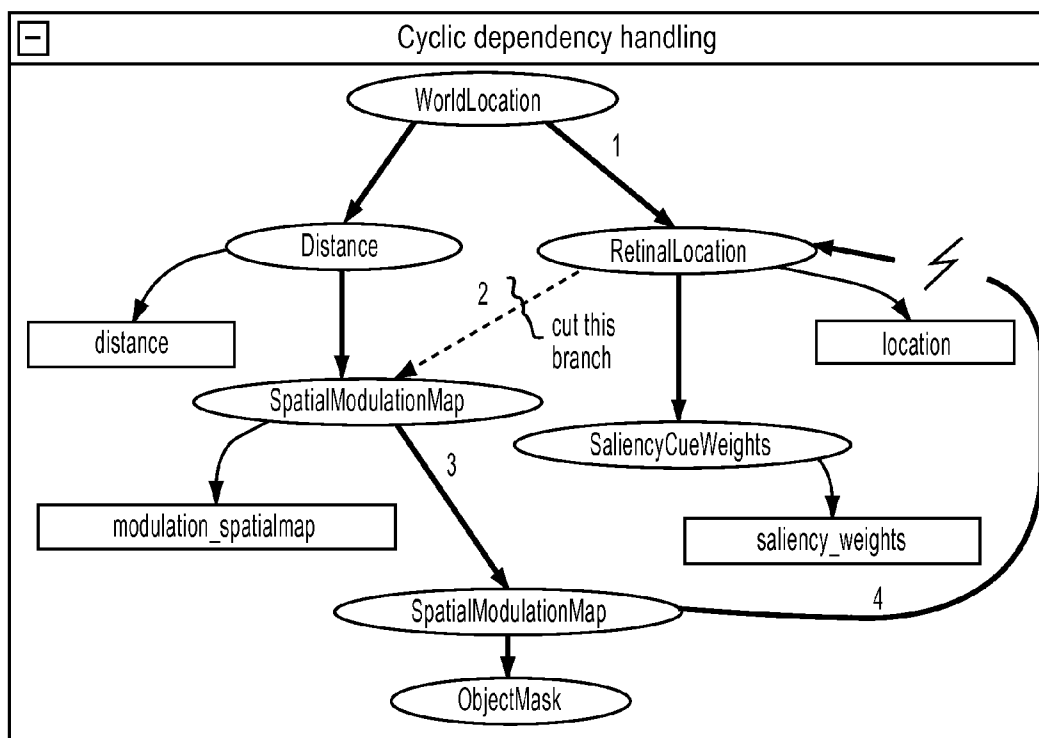 Cyclic dependency handling
WorldLocation
1
Distance
RetinalLocation
2
cut this
branch
distance
location
SpatialModulationMap
SaliencyCueWeights
3
modulation_spatialmap
saliency_weights
SpatialModulationMap
4
ObjectMask